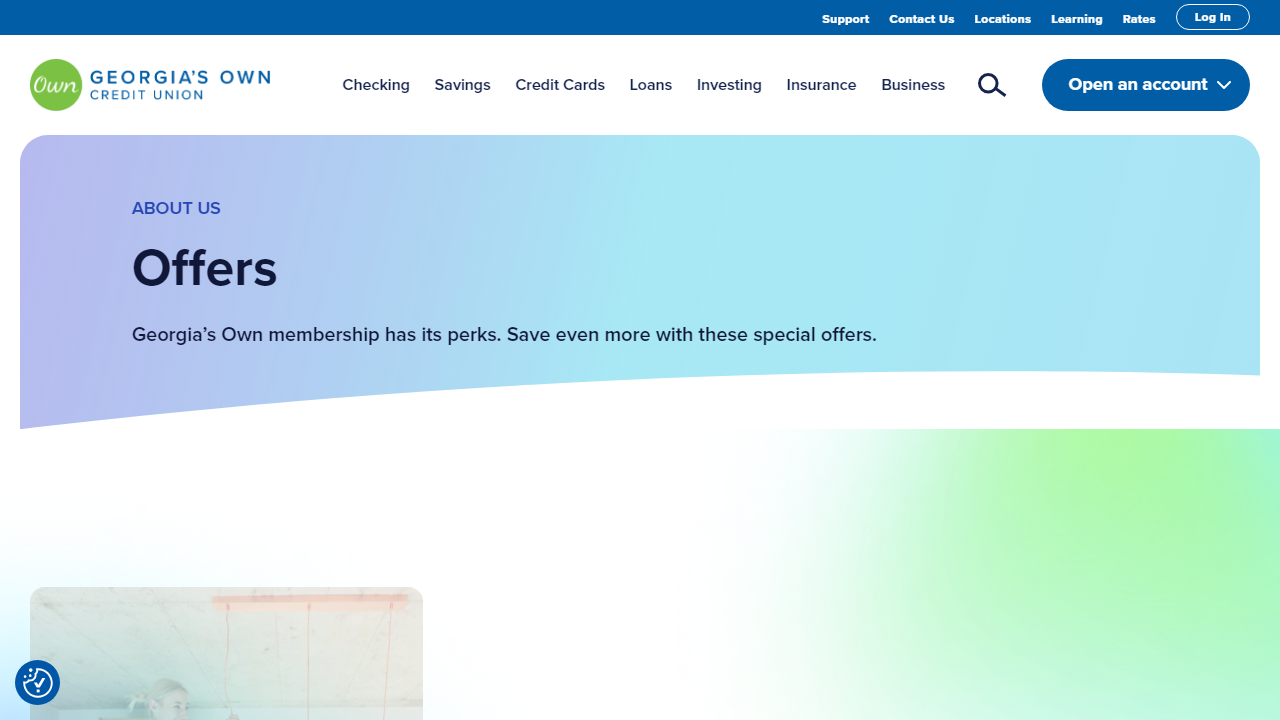 Support Contact Us Locations Learning Rates Log In
Own GEORGIA'S OWN
CREDIT UNION
Checking Savings Credit Cards Loans Investing Insurance Business Open an account
ABOUT US
Offers
Georgia’s Own membership has its perks. Save even more with these special offers.